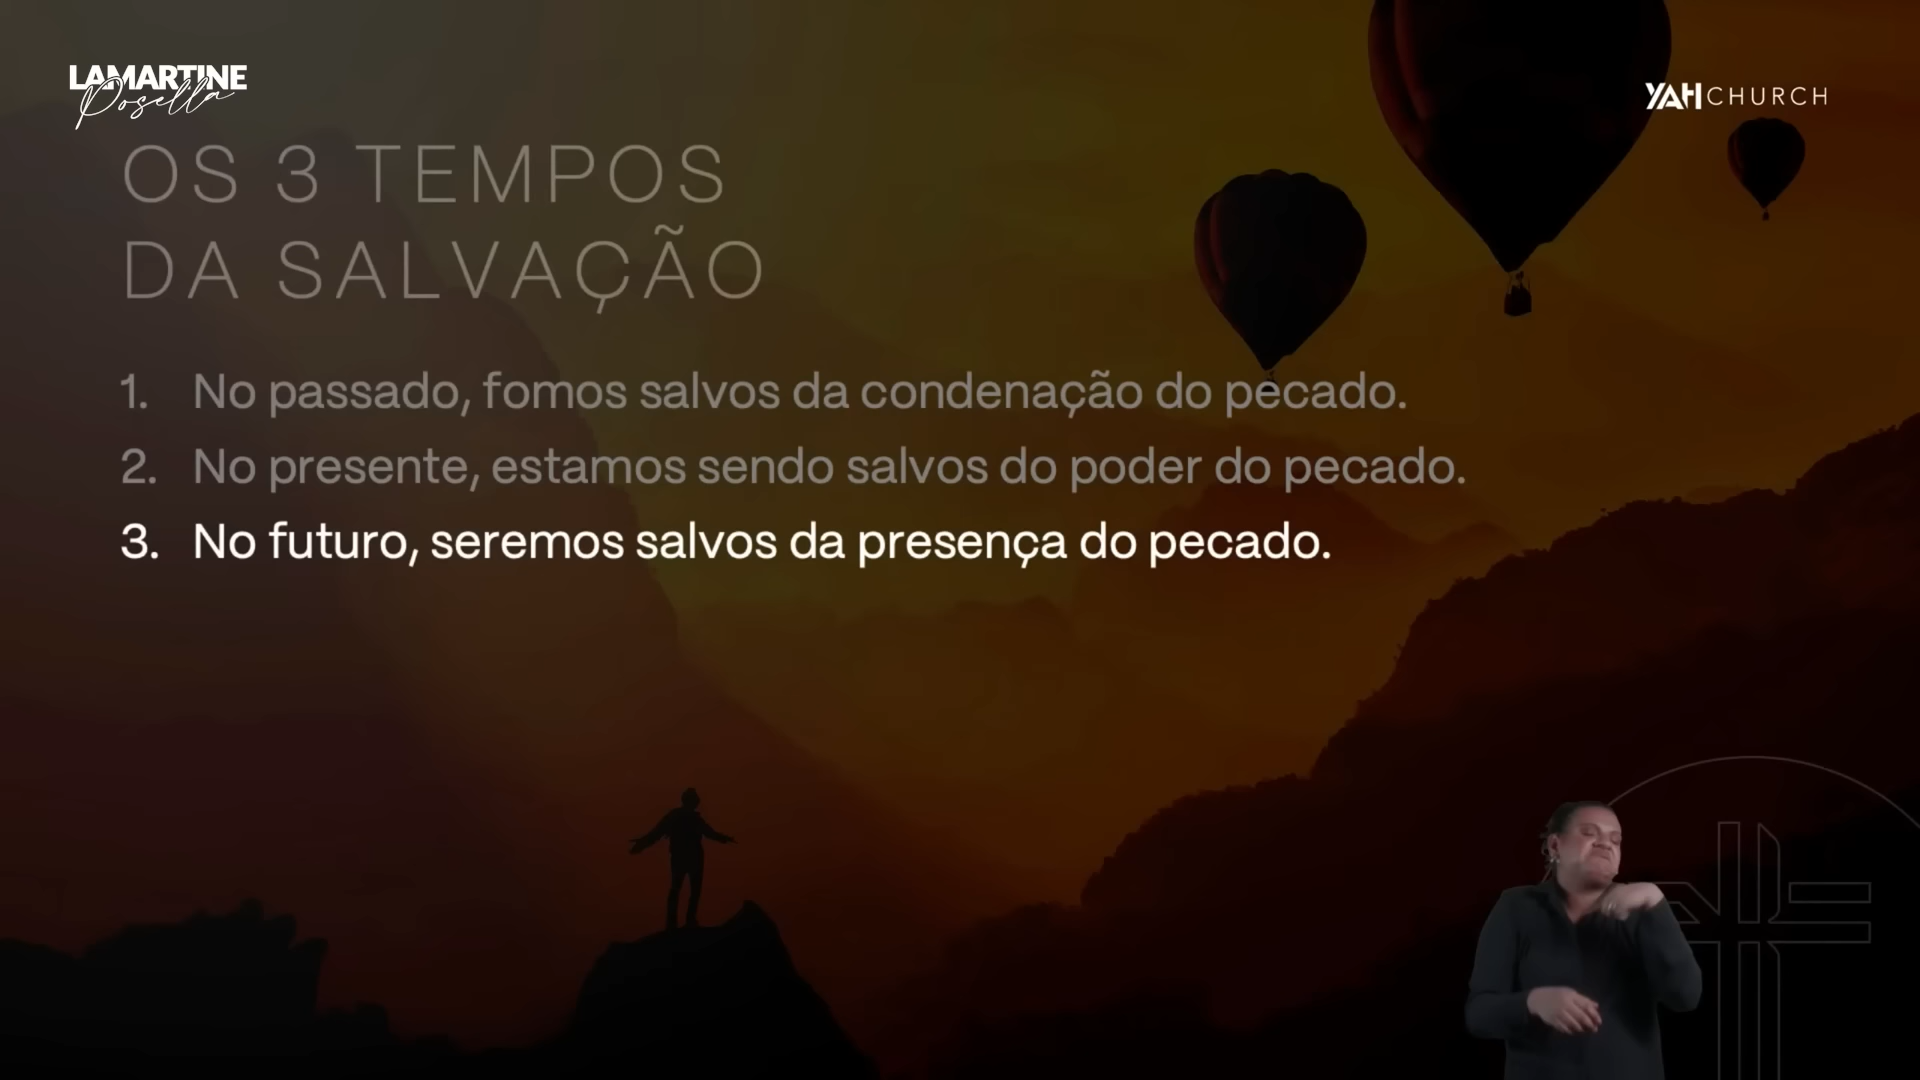 LAMARTINE
Posella
YAH CHURCH
OS 3 TEMPOS
DA SALVAÇÃO
1. No passado, fomos salvos da condenação do pecado.
2. No presente, estamos sendo salvos do poder do pecado.
3. No futuro, seremos salvos da presença do pecado.